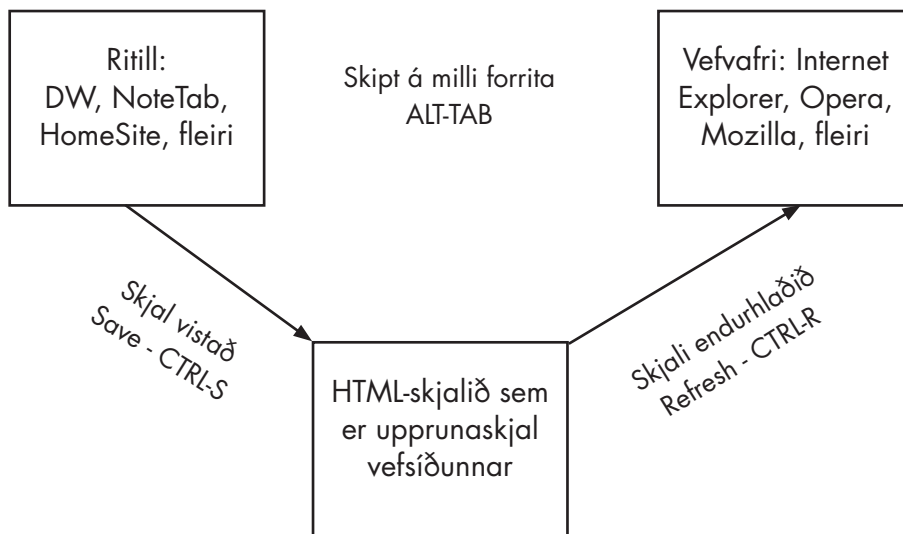 Ritill:
DW, NoteTab,
HomeSite, fleiri
Skipt á milli forrita
ALT-TAB
Vefvafri: Internet
Explorer, Opera,
Mozilla, fleiri
Skjal vistað
Save - CTRL-S
Skjali endurhlaðið
Refresh - CTRL-R
HTML-skjalið sem
er upprunaskjal
vefsíðunnar